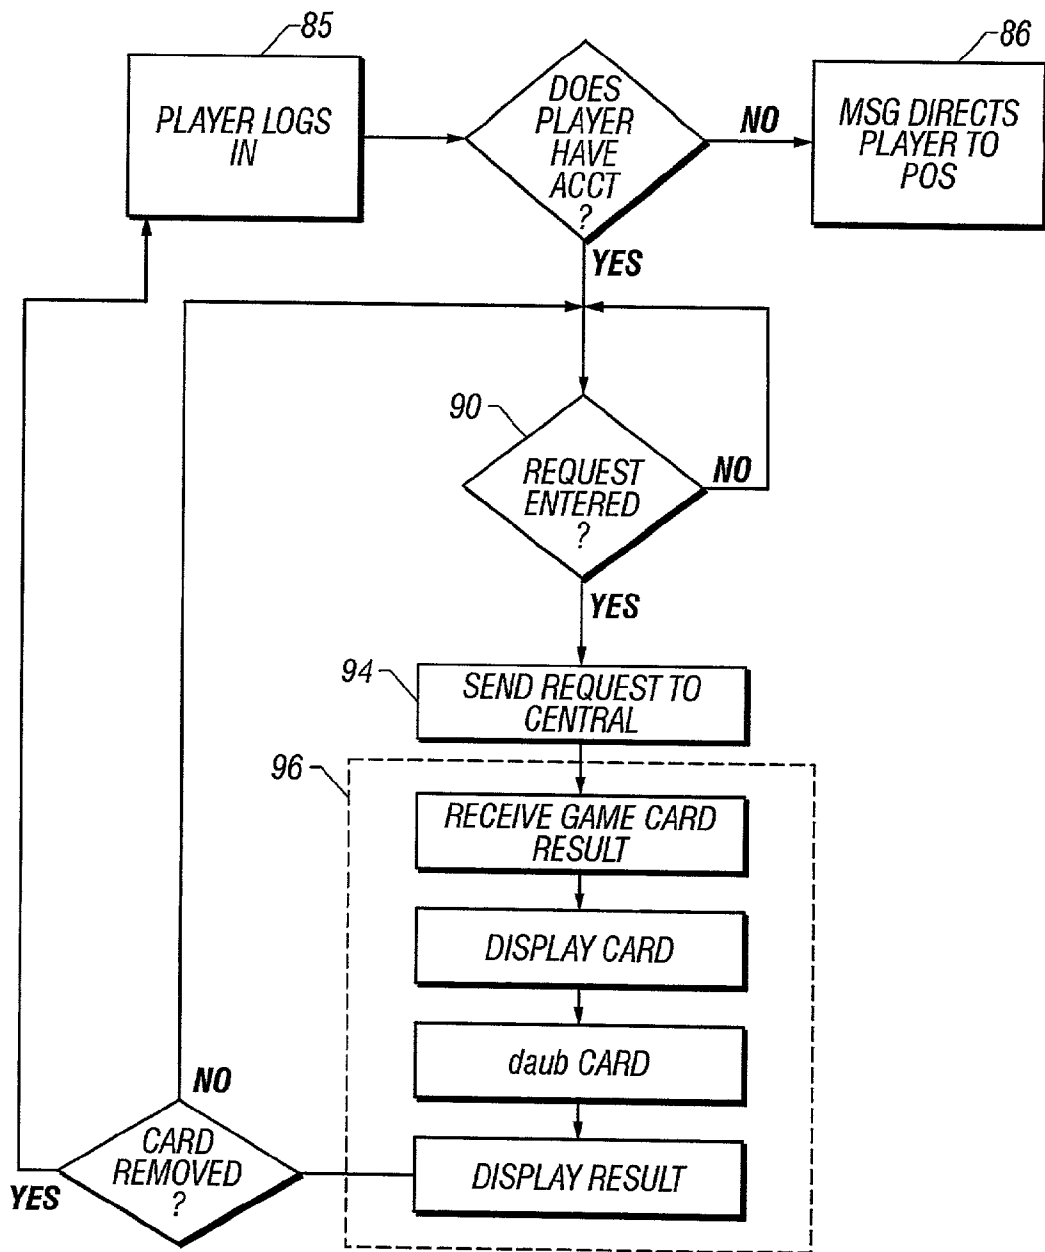 85
PLAYER LOGS
IN
DOES
PLAYER
HAVE
ACCT
?
NO
86
MSG DIRECTS
PLAYER TO
POS
YES
90
REQUEST
ENTERED
?
NO
YES
94
SEND REQUEST TO
CENTRAL
96
RECEIVE GAME CARD
RESULT
DISPLAY CARD
daub CARD
DISPLAY RESULT
NO
CARD
REMOVED
?
YES